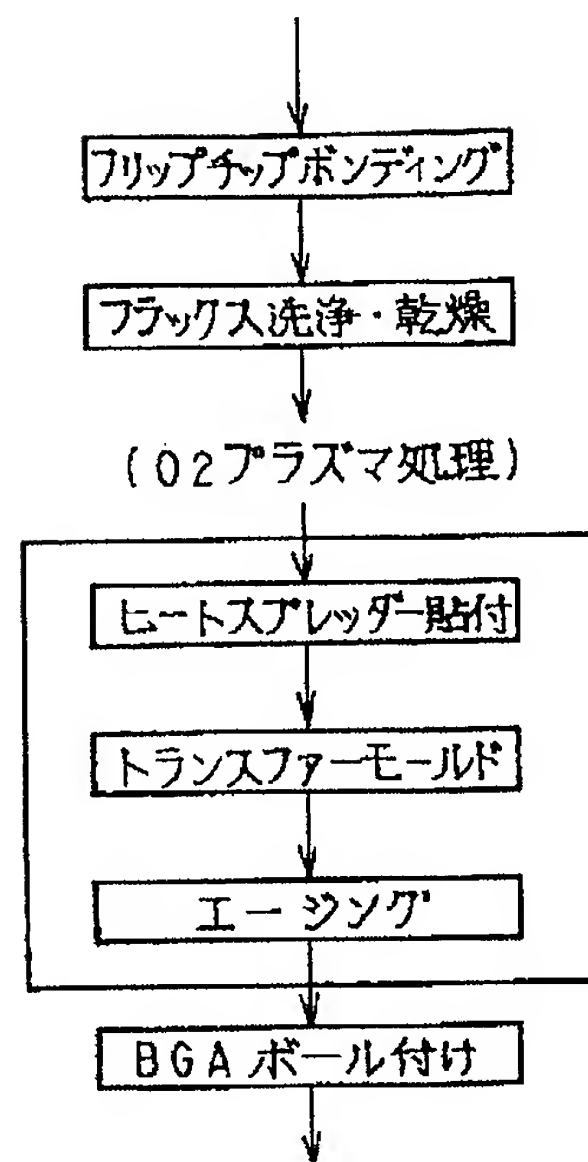 フリップチップボンディング
フラックス洗浄・乾燥
(O2プラズマ処理)
ヒートスプレッダー貼付
トランスファーモールド
エージング
BGAボール付け